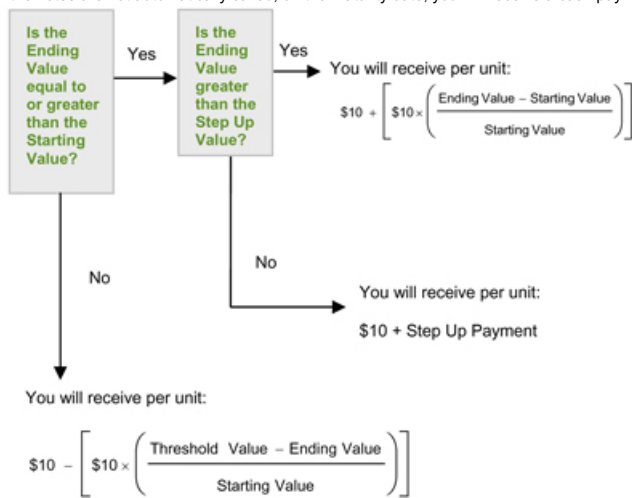 Is the
Ending
Value
equal to
or greater
than the
Starting
Value?
Yes
Is the
Ending
Value
greater
than the
Step Up
Value?
Yes
You will receive per unit:
$10 + [ $10 × ( Ending Value – Starting Value
Starting Value ) ]
No
No
You will receive per unit:
$10 + Step Up Payment
You will receive per unit:
$10 – [ $10 × ( Threshold Value – Ending Value
Starting Value ) ]